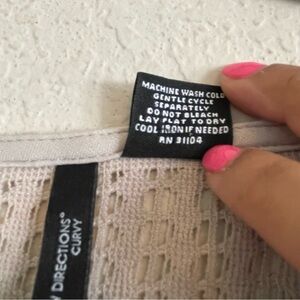 MACHINE WASH COLD
GENTLE CYCLE
SEPARATELY
DO NOT BLEACH
LAY FLAT TO DRY
COOL IRON IF NEEDED
RN 31104
W DIRECTIONS®
CURVY